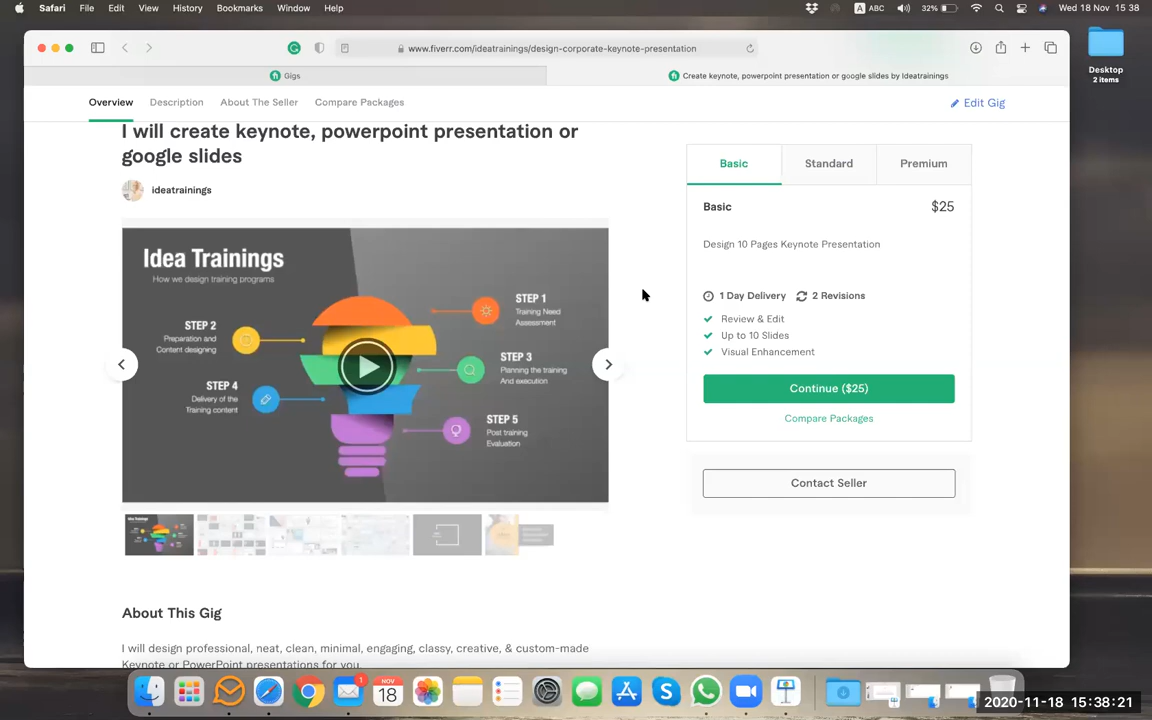 Safari File Edit View History Bookmarks Window Help
A ABC 32% Wed 18 Nov 15 38
www.fiverr.com/ideatrainings/design-corporate-keynote-presentation
Gigs
Create keynote, powerpoint presentation or google slides by Ideatrainings
Desktop
2 items
Overview Description About The Seller Compare Packages Edit Gig
I will create keynote, powerpoint presentation or
google slides
ideatrainings
Idea Trainings
How we design training programs
STEP 1
Training Need
Assessment
STEP 2
Preparation and
Content designing
STEP 3
Planning the training
And execution
STEP 4
Delivery of the
Training content
STEP 5
Post training
Evaluation
Basic Standard Premium
Basic $25
Design 10 Pages Keynote Presentation
1 Day Delivery 2 Revisions
Review & Edit
Up to 10 Slides
Visual Enhancement
Continue ($25)
Compare Packages
Contact Seller
About This Gig
I will design professional, neat, clean, minimal, engaging, classy, creative, & custom-made
Keynote or PowerPoint presentations for you.
1
NOV
18
2020-11-18 15:38:21